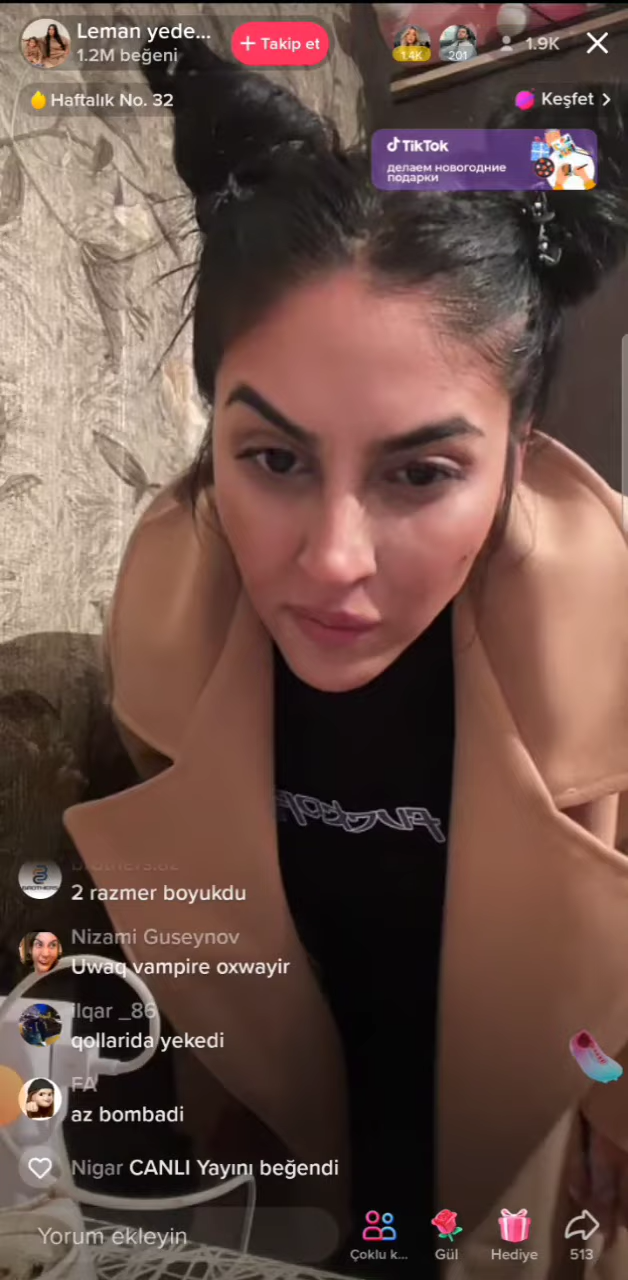 Leman yede...
1.2M beğeni
+ Takip et
1.4K
201
1.9K
Haftalık No. 32
Keşfet
TikTok
делаем новогодние
подарки
2 razmer boyukdu
Nizami Guseynov
Uwaq vampire oxwayir
ilqar _86
qollarida yekedi
FA
az bombadi
Nigar CANLI Yayını beğendi
Yorum ekleyin
Çoklu k...
Gül
Hediye
513